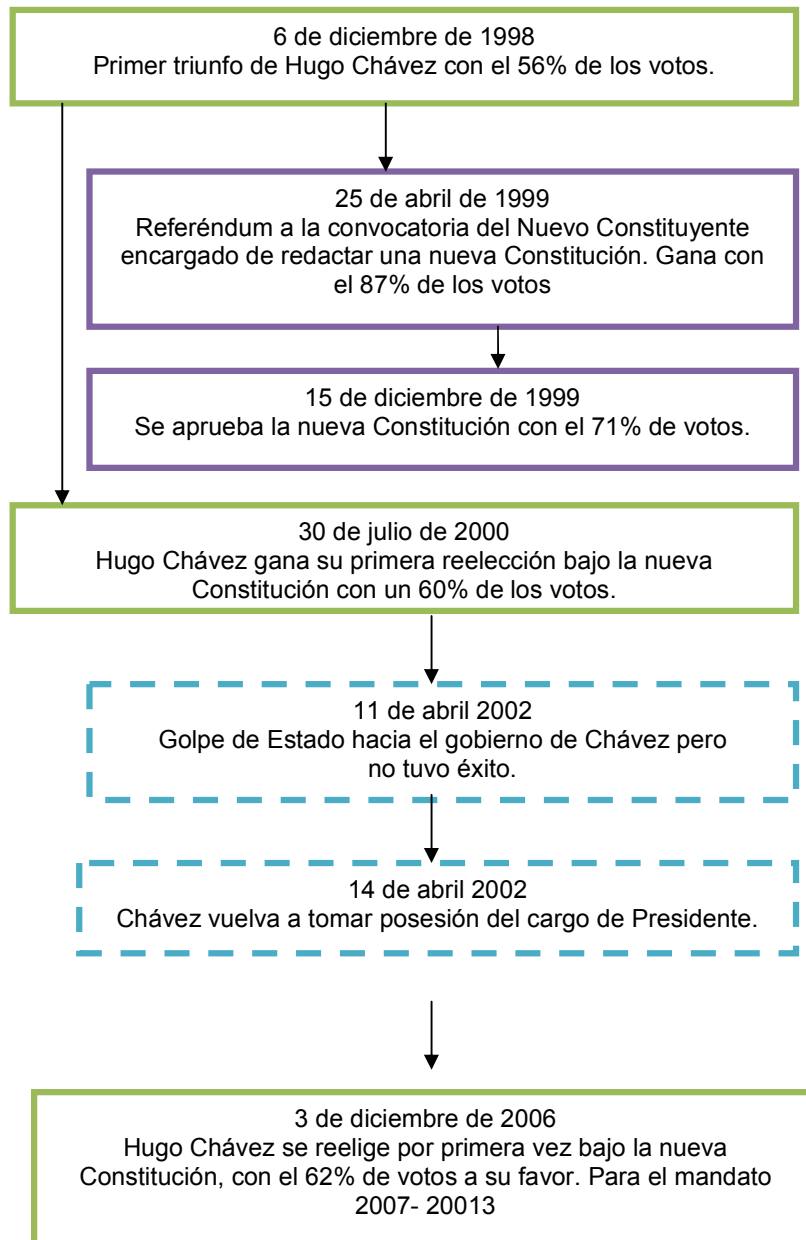 6 de diciembre de 1998
Primer triunfo de Hugo Chávez con el 56% de los votos.
25 de abril de 1999
Referéndum a la convocatoria del Nuevo Constituyente
encargado de redactar una nueva Constitución. Gana con
el 87% de los votos
15 de diciembre de 1999
Se aprueba la nueva Constitución con el 71% de votos.
30 de julio de 2000
Hugo Chávez gana su primera reelección bajo la nueva
Constitución con un 60% de los votos.
11 de abril 2002
Golpe de Estado hacia el gobierno de Chávez pero
no tuvo éxito.
14 de abril 2002
Chávez vuelva a tomar posesión del cargo de Presidente.
3 de diciembre de 2006
Hugo Chávez se reelige por primera vez bajo la nueva
Constitución, con el 62% de votos a su favor. Para el mandato
2007- 20013